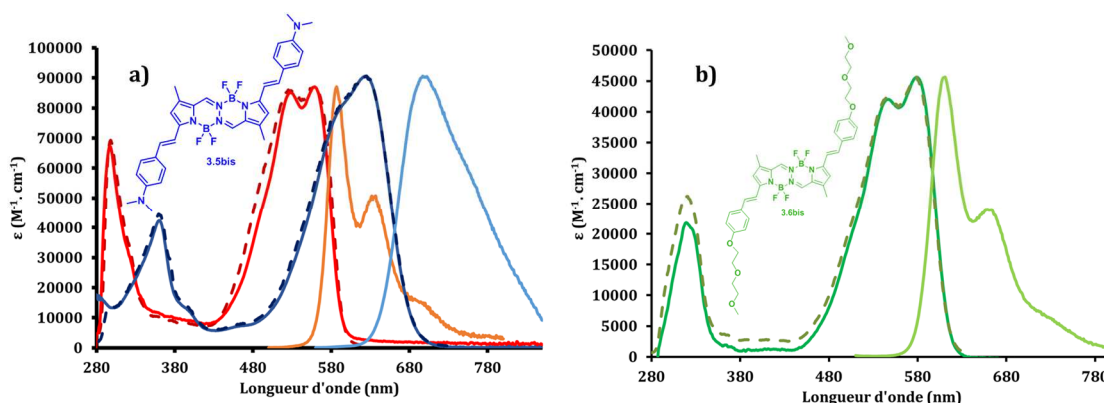 a)
ε (M⁻¹. cm⁻¹)
100000
90000
80000
70000
60000
50000
40000
30000
20000
10000
0
280 380 480 580 680 780
Longueur d'onde (nm)
N
F F
B
N N
N N
B
F F
N
3.5bis
b)
ε (M⁻¹. cm⁻¹)
50000
45000
40000
35000
30000
25000
20000
15000
10000
5000
0
280 380 480 580 680 780
Longueur d'onde (nm)
O
O
O
F F
B
N N
N N
B
F F
3.6bis
O
O
O